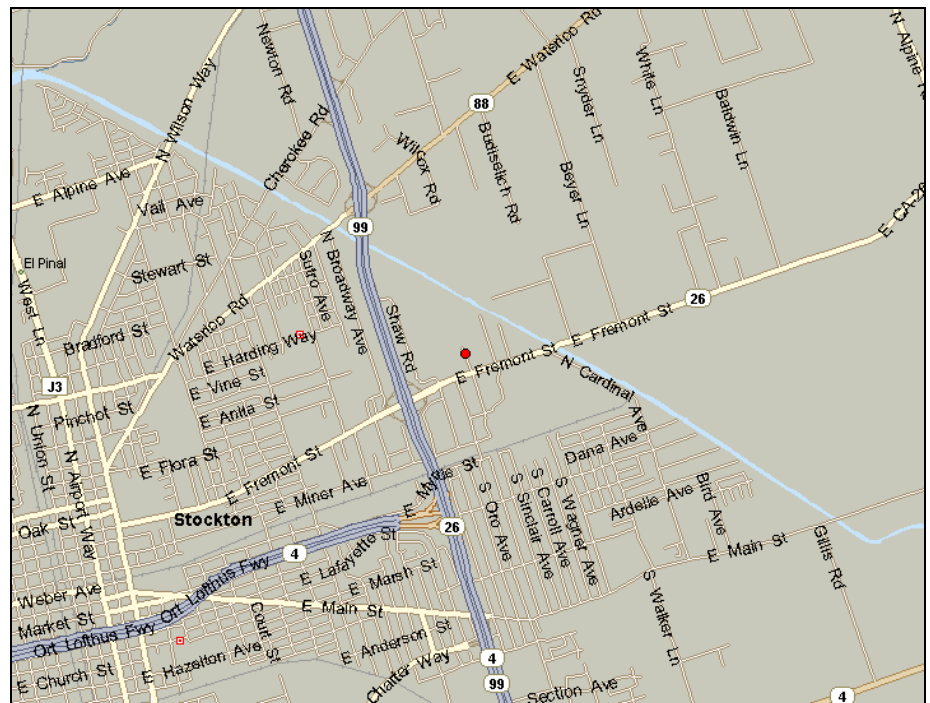 Newton Rd
N Wilson Way
Cherokee Rd
E Waterloo Rd
88
Snyder Ln
White Ln
Baldwin Ln
Wilcox Rd
Budiselich Rd
Beyer Ln
E Alpine Ave
Vail Ave
99
E CA-26
El Pinal
Stewart St
N Broadway Ave
Sutro Ave
West Ln
Waterloo Rd
26
Bradford St
E Harding Way
Shaw Rd
E Fremont St
E Fremont St
J3
E Vine St
N Cardinal Ave
Pinchot St
E Anita St
N Union St
N Airport Way
E Flora St
E Fremont St
E Myrtle St
Dana Ave
E Miner Ave
S Oro Ave
S Sinclair Ave
S Carroll Ave
S Wagner Ave
Ardelle Ave
Bird Ave
Oak St
Stockton
26
4
E Lafayette St
E Main St
Gillis Rd
Weber Ave
Ort Lofthus Fwy
E Marsh St
E Main St
S Walker Ln
Market St
Ort Lofthus Fwy
Court St
E Anderson St
E Church St
E Hazelton Ave
Charter Way
4
99
Section Ave
4